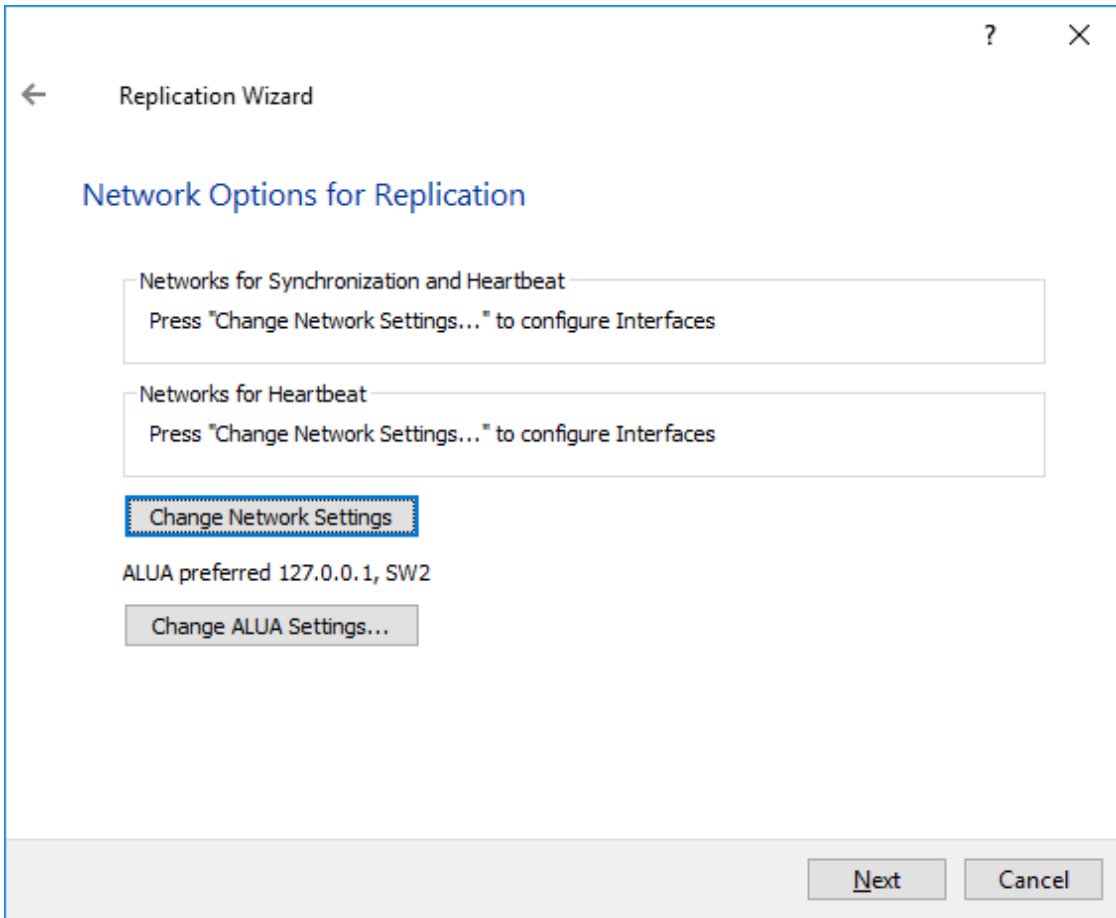 ?
Replication Wizard
Network Options for Replication
Networks for Synchronization and Heartbeat
Press "Change Network Settings..." to configure Interfaces
Networks for Heartbeat
Press "Change Network Settings..." to configure Interfaces
Change Network Settings
ALUA preferred 127.0.0.1, SW2
Change ALUA Settings...
Next Cancel